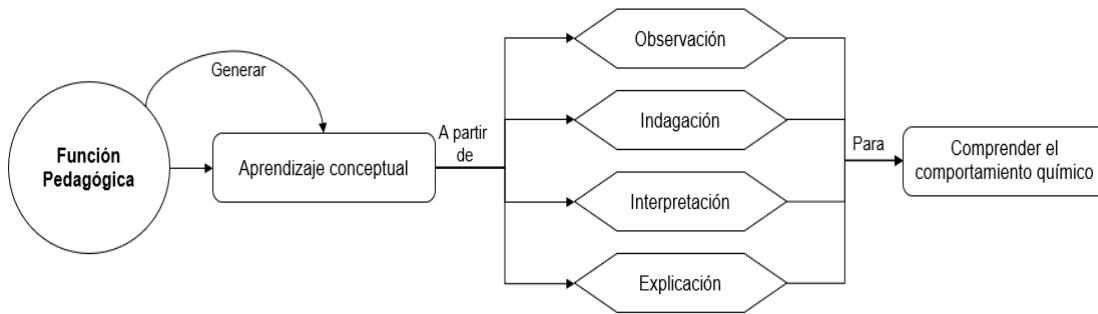 Función
Pedagógica
Generar
Aprendizaje conceptual
A partir
de
Observación
Indagación
Interpretación
Explicación
Para
Comprender el
comportamiento químico